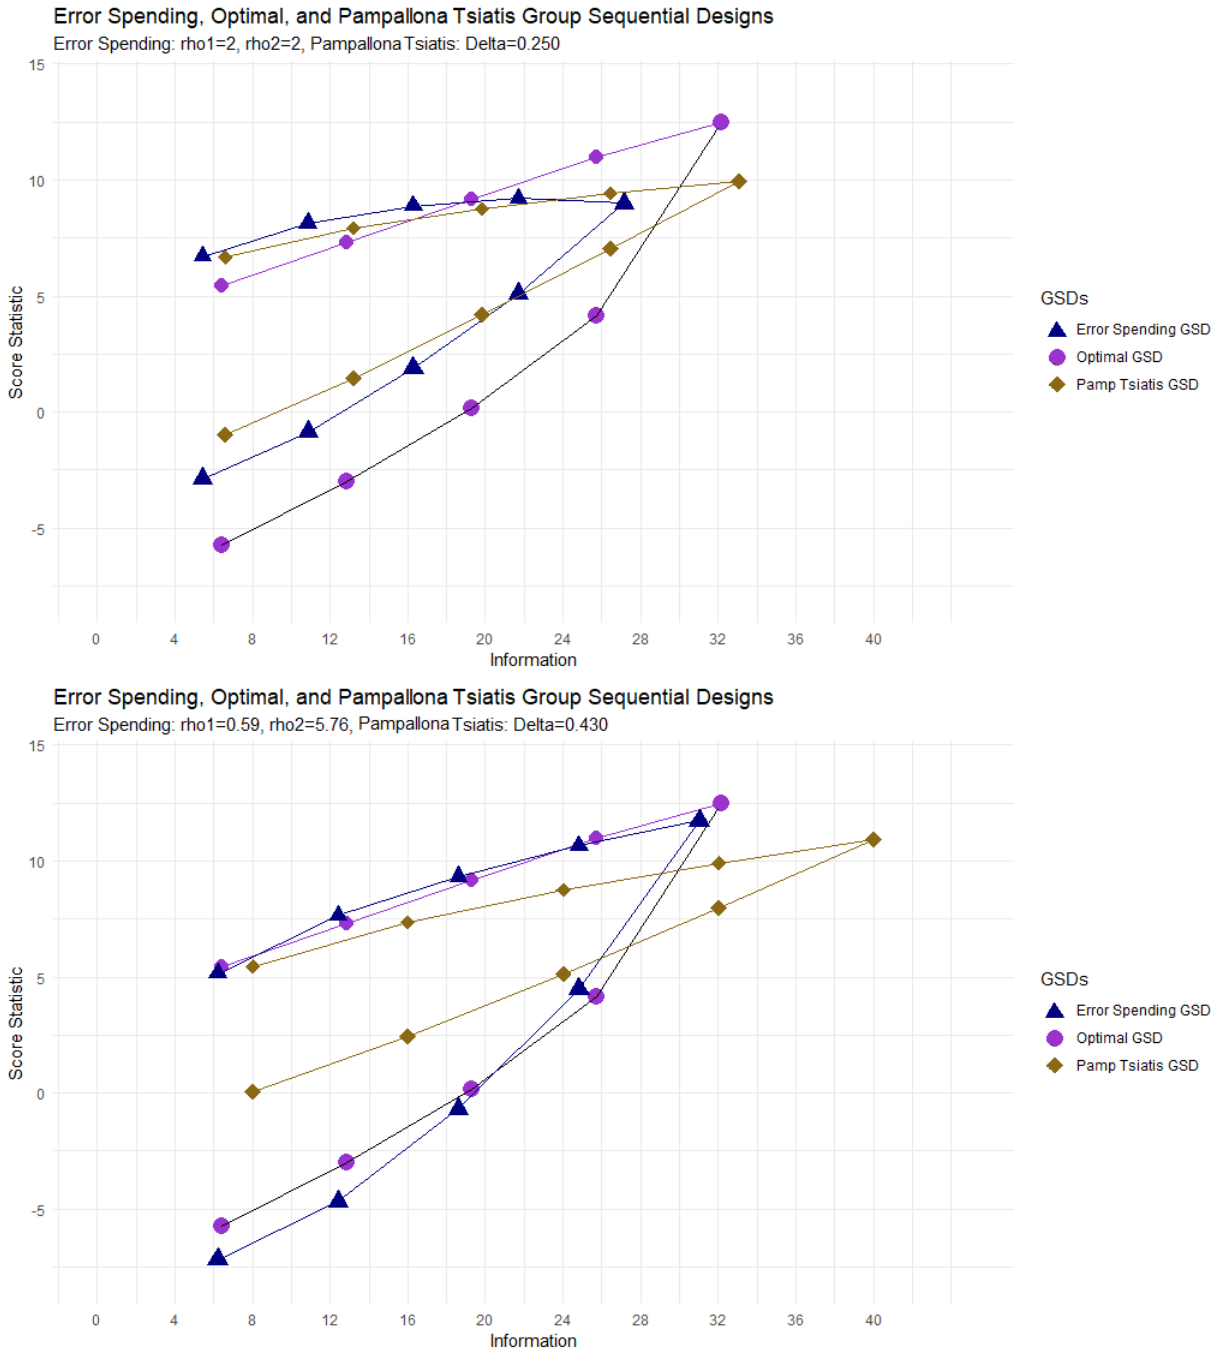 Error Spending, Optimal, and Pampallona Tsiatis Group Sequential Designs
Error Spending: rho1=2, rho2=2, Pampallona Tsiatis: Delta=0.250
15
10
5
0
-5
Score Statistic
0 4 8 12 16 20 24 28 32 36 40
Information
GSDs
Error Spending GSD
Optimal GSD
Pamp Tsiatis GSD
Error Spending, Optimal, and Pampallona Tsiatis Group Sequential Designs
Error Spending: rho1=0.59, rho2=5.76, Pampallona Tsiatis: Delta=0.430
15
10
5
0
-5
Score Statistic
0 4 8 12 16 20 24 28 32 36 40
Information
GSDs
Error Spending GSD
Optimal GSD
Pamp Tsiatis GSD